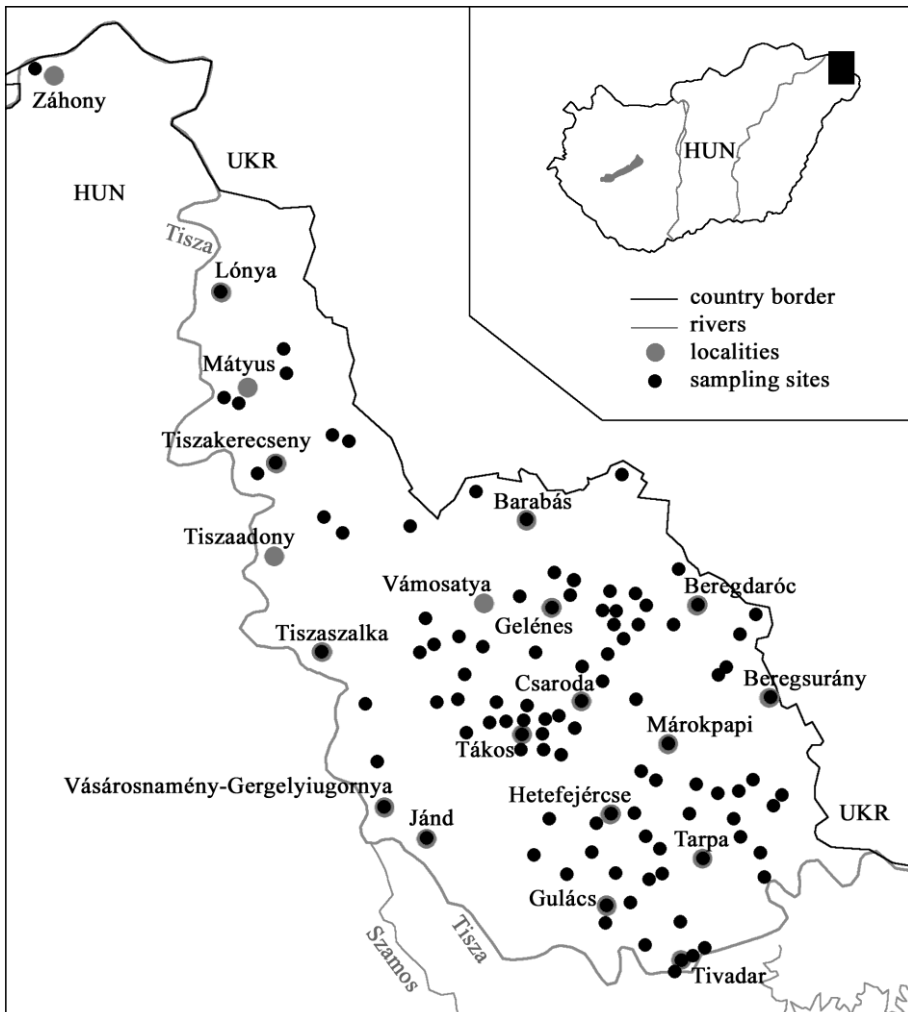 Záhony
UKR
HUN
HUN
Tisza
Lónya
country border
rivers
localities
sampling sites
Mátyus
Tiszakerecseny
Barabás
Tiszaadony
Vámosatya
Beregdaróc
Gelénes
Tiszaszalka
Csaroda
Beregsurány
Márokpapi
Tákos
Vásárosnamény-Gergelyiugornya
Hetefejércse
Jánd
UKR
Tarpa
Gulács
Tisza
Szamos
Tivadar